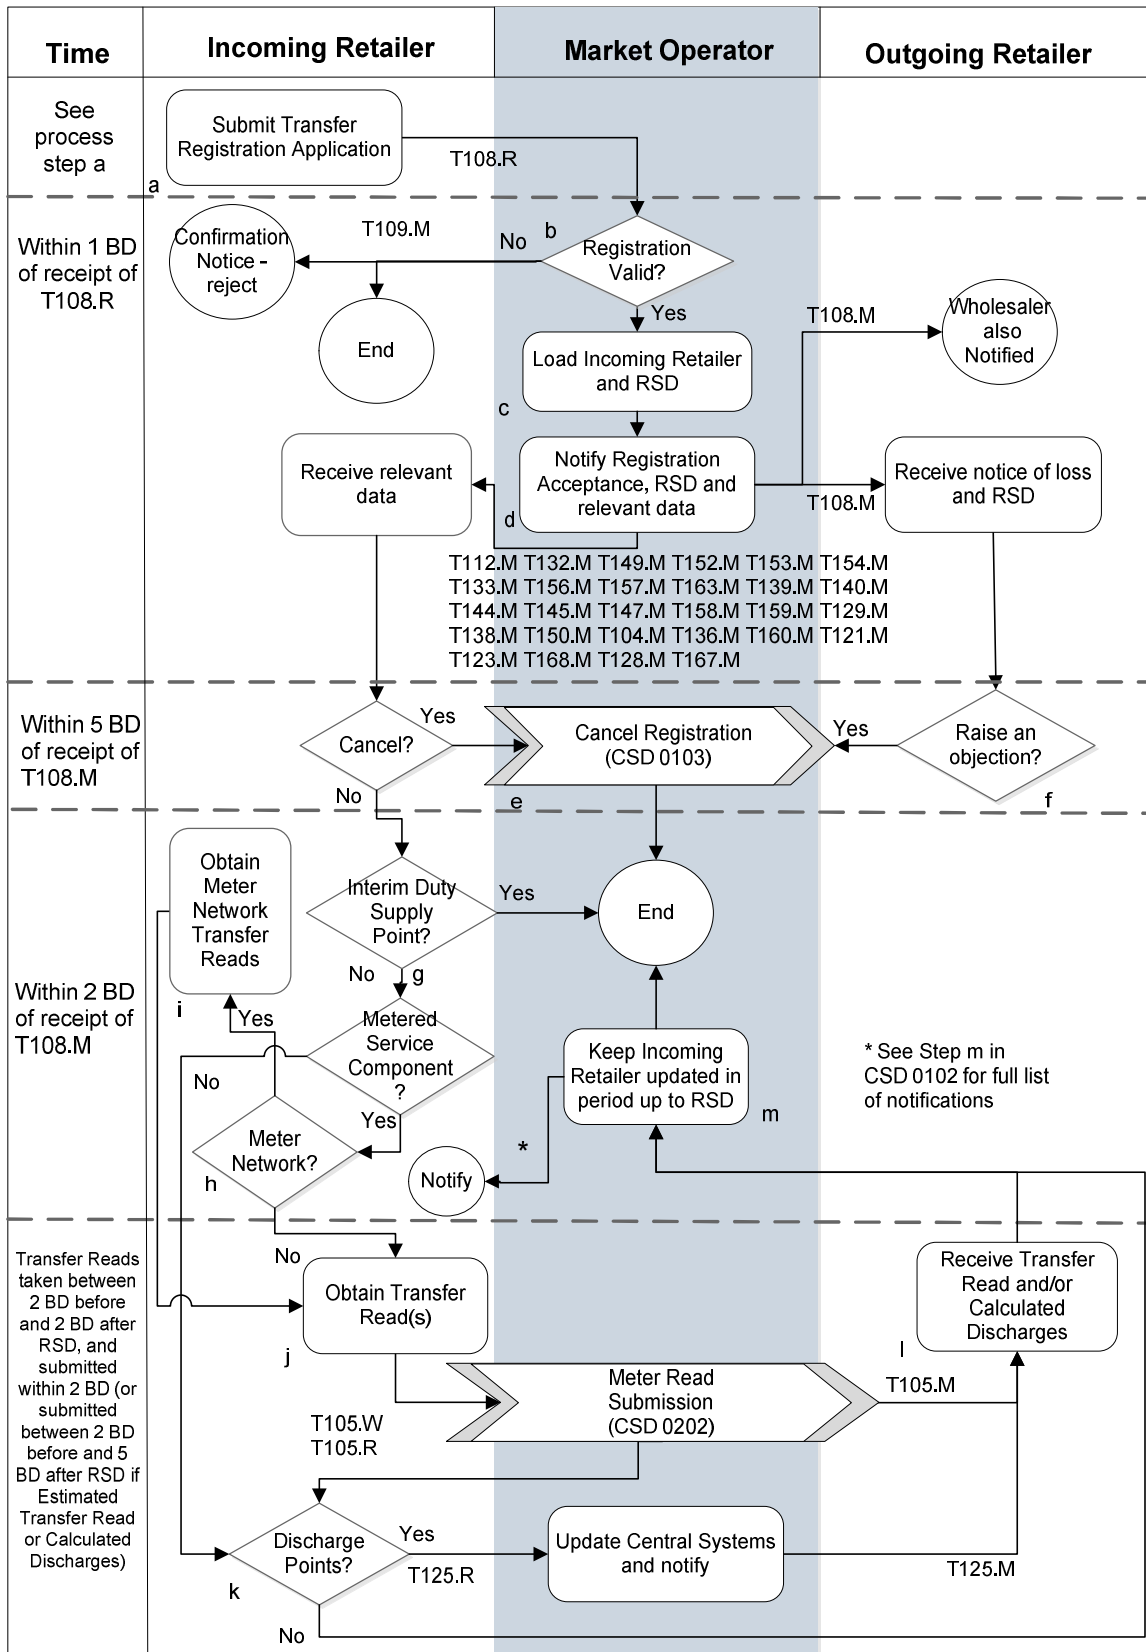 Time
Incoming Retailer
Market Operator
Outgoing Retailer
See
process
step a
Submit Transfer
Registration Application
a
T108.R
Within 1 BD
of receipt of
T108.R
Confirmation
Notice -
reject
T109.M
No
b
Registration
Valid?
End
Yes
T108.M
Wholesaler
also
Notified
Load Incoming Retailer
and RSD
c
Receive relevant
data
Notify Registration
Acceptance, RSD and
relevant data
d
T108.M
Receive notice of loss
and RSD
T112.M T132.M T149.M T152.M T153.M T154.M
T133.M T156.M T157.M T163.M T139.M T140.M
T144.M T145.M T147.M T158.M T159.M T129.M
T138.M T150.M T104.M T136.M T160.M T121.M
T123.M T168.M T128.M T167.M
Within 5 BD
of receipt of
T108.M
Cancel?
Yes
No
Cancel Registration
(CSD 0103)
e
Yes
Raise an
objection?
f
Within 2 BD
of receipt of
T108.M
Obtain
Meter
Network
Transfer
Reads
i
Interim Duty
Supply
Point?
Yes
End
No
g
Yes
Metered
Service
Component
?
No
Yes
Meter
Network?
h
Keep Incoming
Retailer updated in
period up to RSD
m
*
Notify
* See Step m in
CSD 0102 for full list
of notifications
Transfer Reads
taken between
2 BD before
and 2 BD after
RSD, and
submitted
within 2 BD (or
submitted
between 2 BD
before and 5
BD after RSD if
Estimated
Transfer Read
or Calculated
Discharges)
No
Obtain Transfer
Read(s)
j
T105.W
T105.R
Meter Read
Submission
(CSD 0202)
T105.M
Receive Transfer
Read and/or
Calculated
Discharges
l
Discharge
Points?
k
Yes
T125.R
Update Central Systems
and notify
T125.M
No